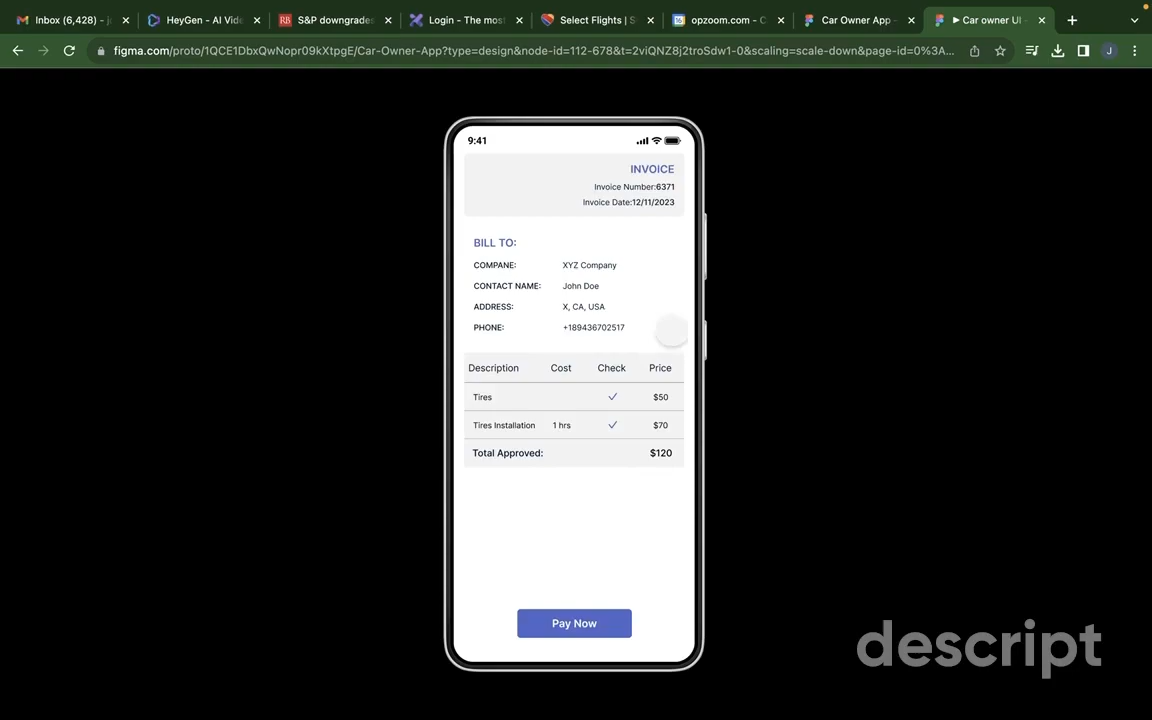 Inbox (6,428) - j
HeyGen - AI Vide
S&P downgrades
Login - The most
Select Flights | S
opzoom.com - C
Car Owner App -
Car owner UI -
figma.com/proto/1QCE1DbxQwNopr09kXtpgE/Car-Owner-App?type=design&node-id=112-678&t=2viQNZ8j2troSdw1-0&scaling=scale-down&page-id=0%3A...
J
9:41
INVOICE
Invoice Number:6371
Invoice Date:12/11/2023
BILL TO:
COMPANE: XYZ Company
CONTACT NAME: John Doe
ADDRESS: X, CA, USA
PHONE: +189436702517
Description Cost Check Price
Tires $50
Tires Installation 1 hrs $70
Total Approved: $120
Pay Now
descript